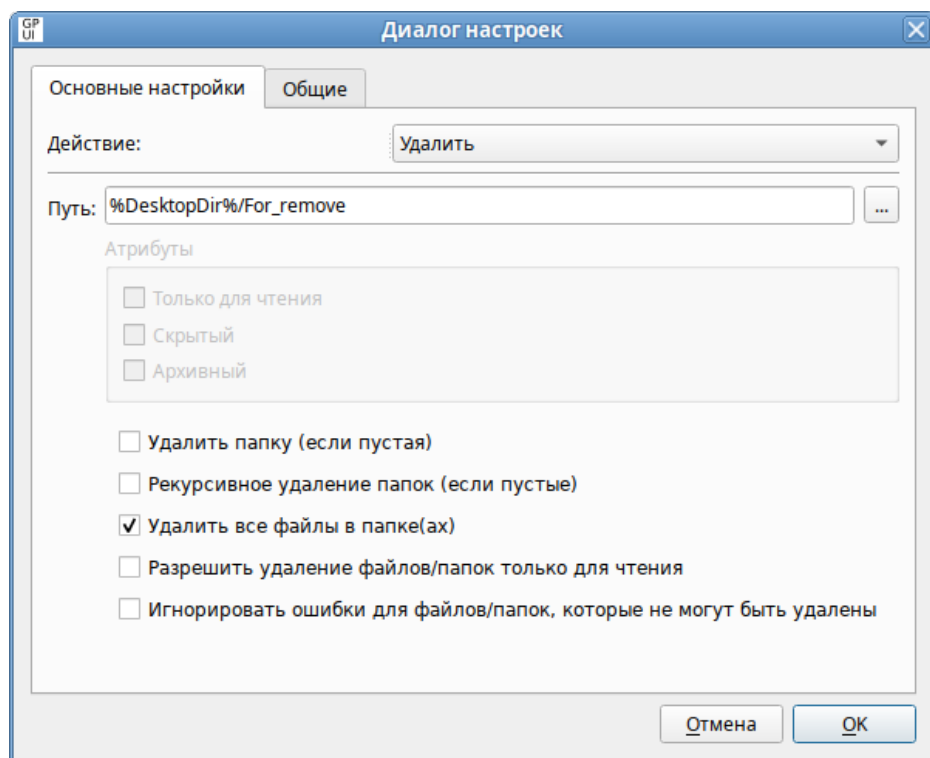 GP
UI
Диалог настроек
Основные настройки
Общие
Действие:
Удалить
Путь:
%DesktopDir%/For_remove
...
Атрибуты
Только для чтения
Скрытый
Архивный
Удалить папку (если пустая)
Рекурсивное удаление папок (если пустые)
Удалить все файлы в папке(ах)
Разрешить удаление файлов/папок только для чтения
Игнорировать ошибки для файлов/папок, которые не могут быть удалены
Отмена
OK